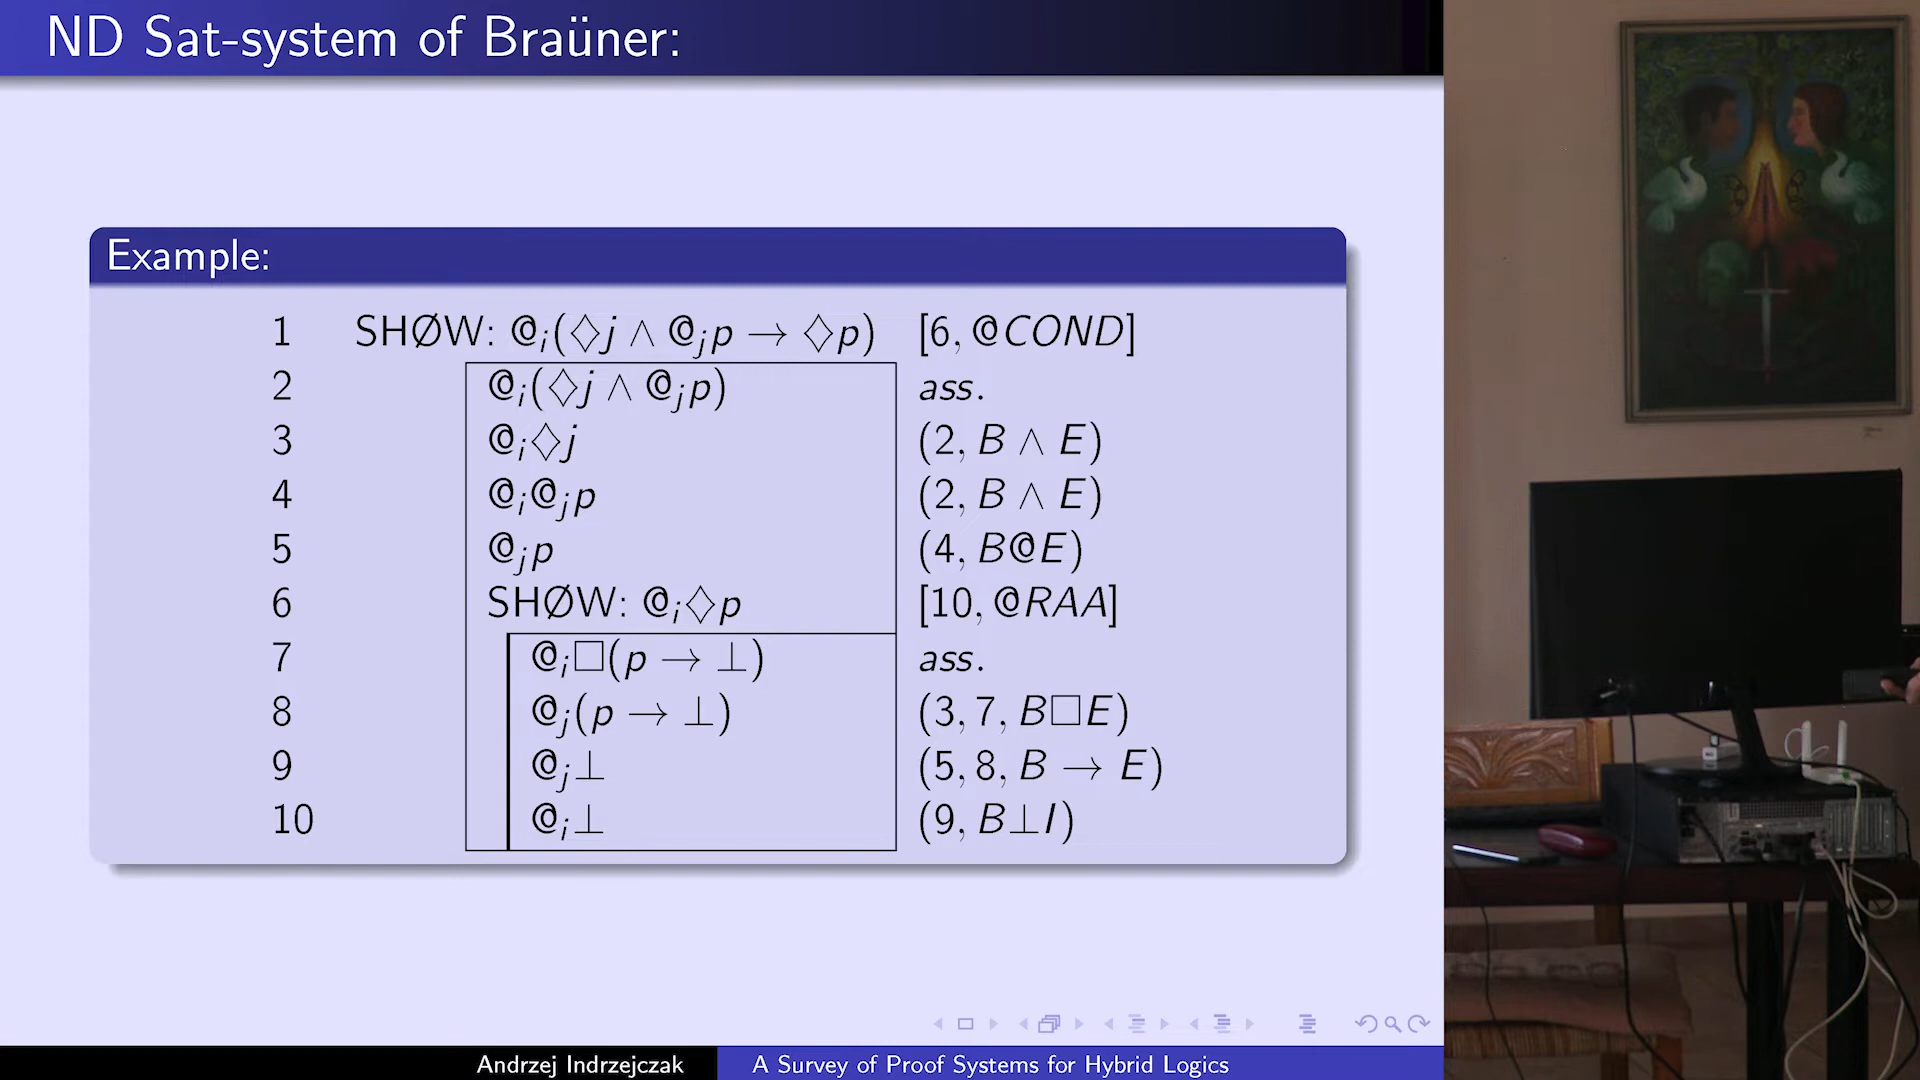 ND Sat-system of Braüner:
Example:
1 SHØW: @ᵢ(◇j ∧ @ⱼp → ◇p) [6, @COND]
2 @ᵢ(◇j ∧ @ⱼp) ass.
3 @ᵢ◇j (2, B ∧ E)
4 @ᵢ@ⱼp (2, B ∧ E)
5 @ⱼp (4, B@E)
6 SHØW: @ᵢ◇p [10, @RAA]
7 @ᵢ□(p → ⊥) ass.
8 @ⱼ(p → ⊥) (3, 7, B□E)
9 @ⱼ⊥ (5, 8, B → E)
10 @ᵢ⊥ (9, B⊥I)
Andrzej Indrzejczak A Survey of Proof Systems for Hybrid Logics